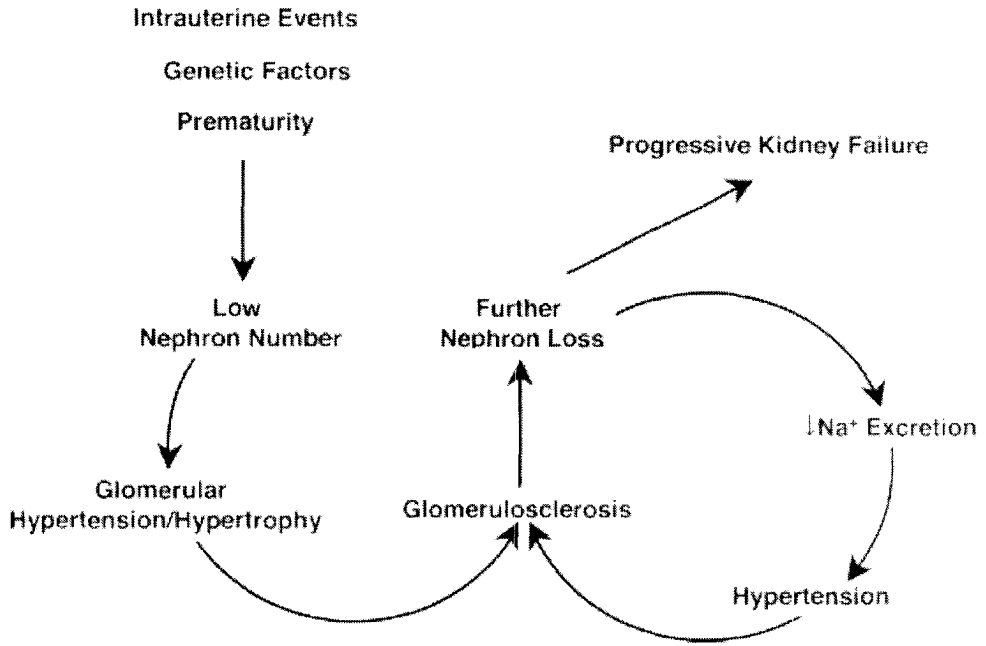 Intrauterine Events
Genetic Factors
Prematurity
Progressive Kidney Failure
Low
Nephron Number
Further
Nephron Loss
↓Na⁺ Excretion
Glomerular
Hypertension/Hypertrophy
Glomerulosclerosis
Hypertension